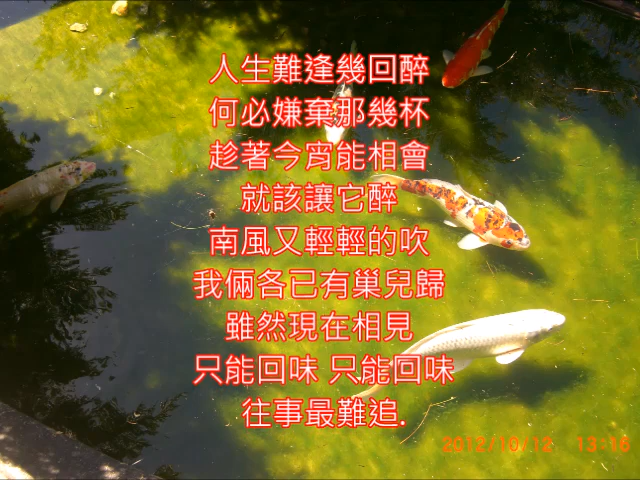 人生難逢幾回醉
何必嫌棄那幾杯
趁著今宵能相會
就該讓它醉
南風又輕輕的吹
我倆各已有巢兒歸
雖然現在相見
只能回味 只能回味
往事最難追.
2012/10/12 13:16